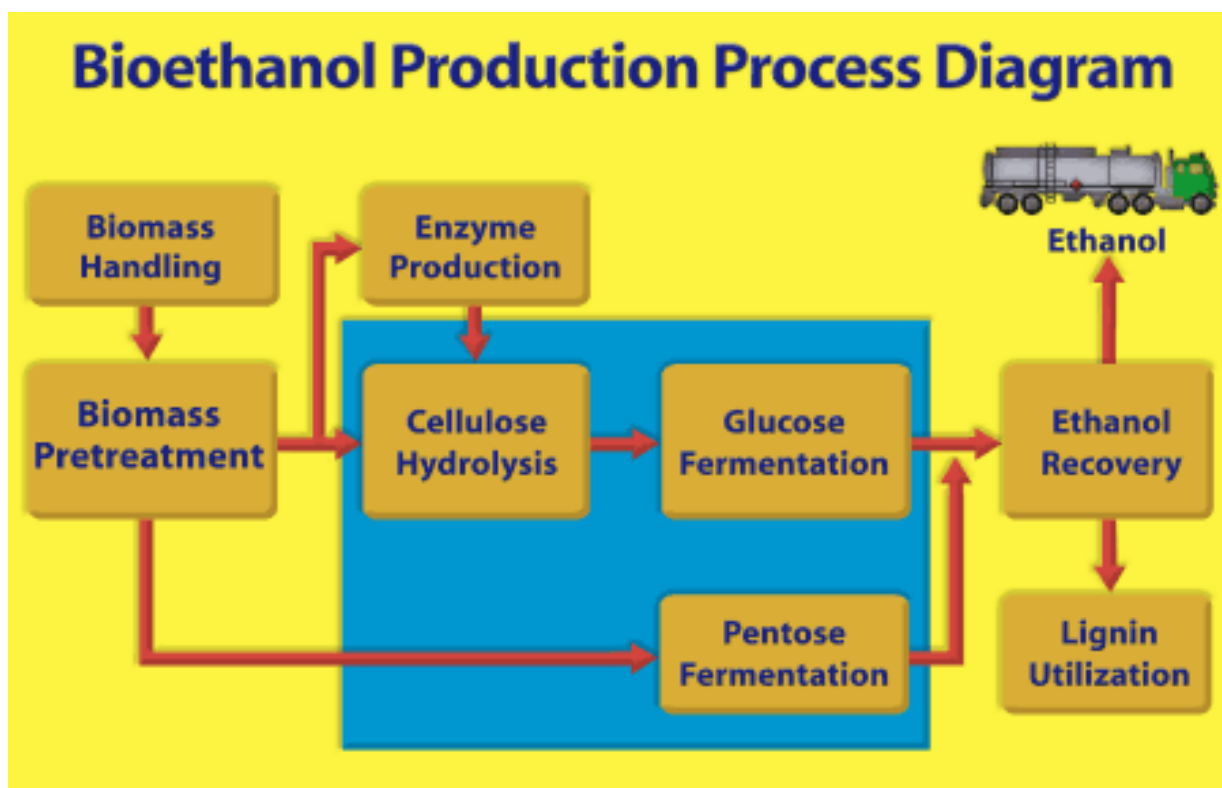 Bioethanol Production Process Diagram
Biomass
Handling
Enzyme
Production
Ethanol
Biomass
Pretreatment
Cellulose
Hydrolysis
Glucose
Fermentation
Ethanol
Recovery
Pentose
Fermentation
Lignin
Utilization